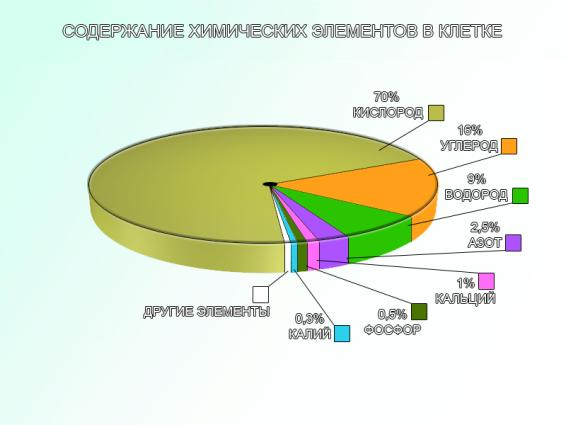 СОДЕРЖАНИЕ ХИМИЧЕСКИХ ЭЛЕМЕНТОВ В КЛЕТКЕ
70%
КИСЛОРОД
16%
УГЛЕРОД
9%
ВОДОРОД
2,5%
АЗОТ
1%
КАЛЬЦИЙ
0,5%
ФОСФОР
0,3%
КАЛИЙ
ДРУГИЕ ЭЛЕМЕНТЫ